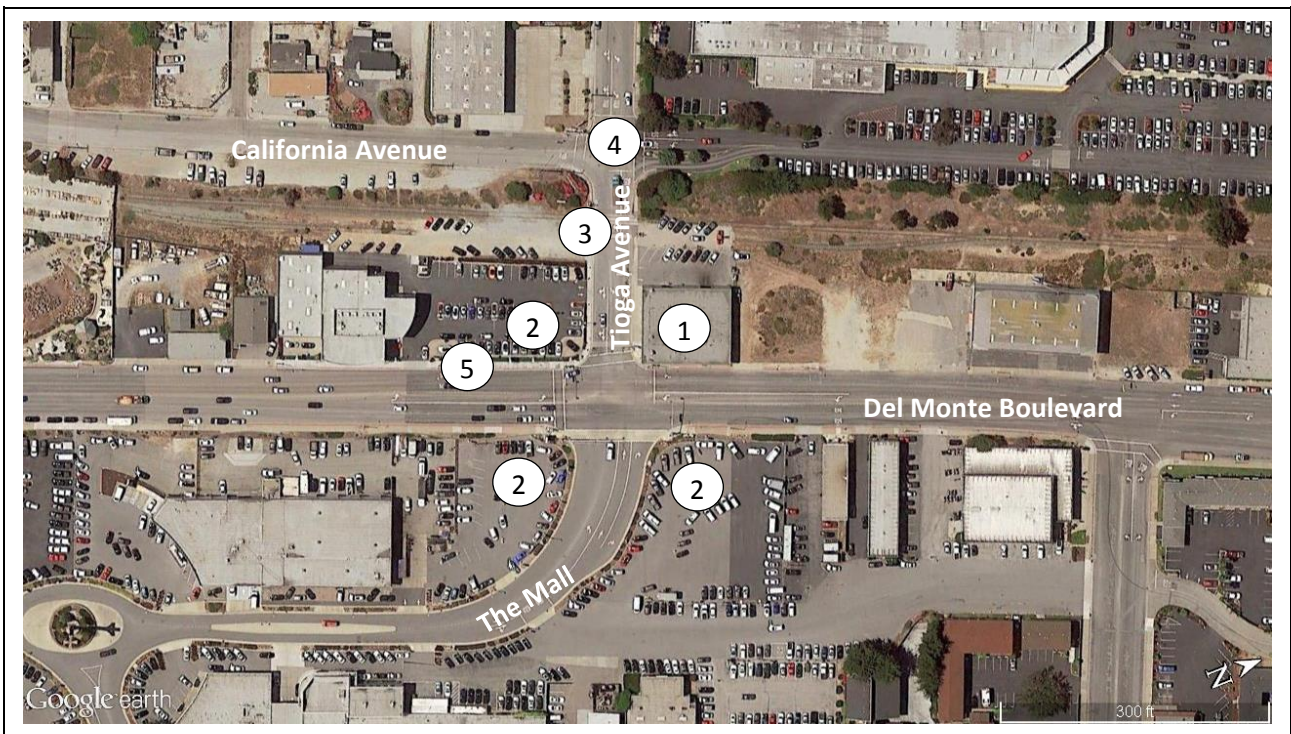 California Avenue
4
3
Tioga Avenue
2
1
5
Del Monte Boulevard
2
2
The Mall
N
Google earth
300 ft